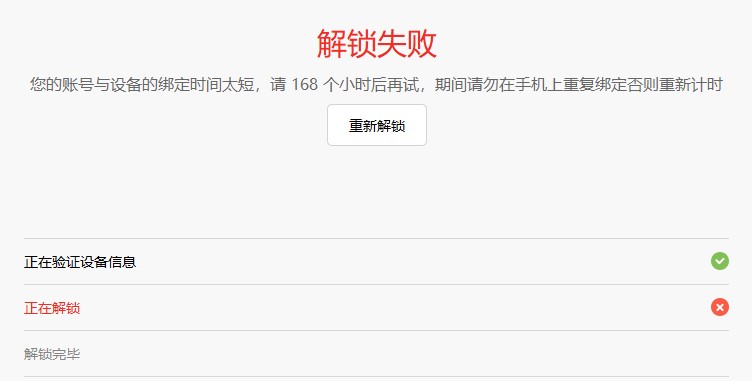 解锁失败
您的账号与设备的绑定时间太短，请 168 个小时后再试，期间请勿在手机上重复绑定否则重新计时
重新解锁
正在验证设备信息
正在解锁
解锁完毕